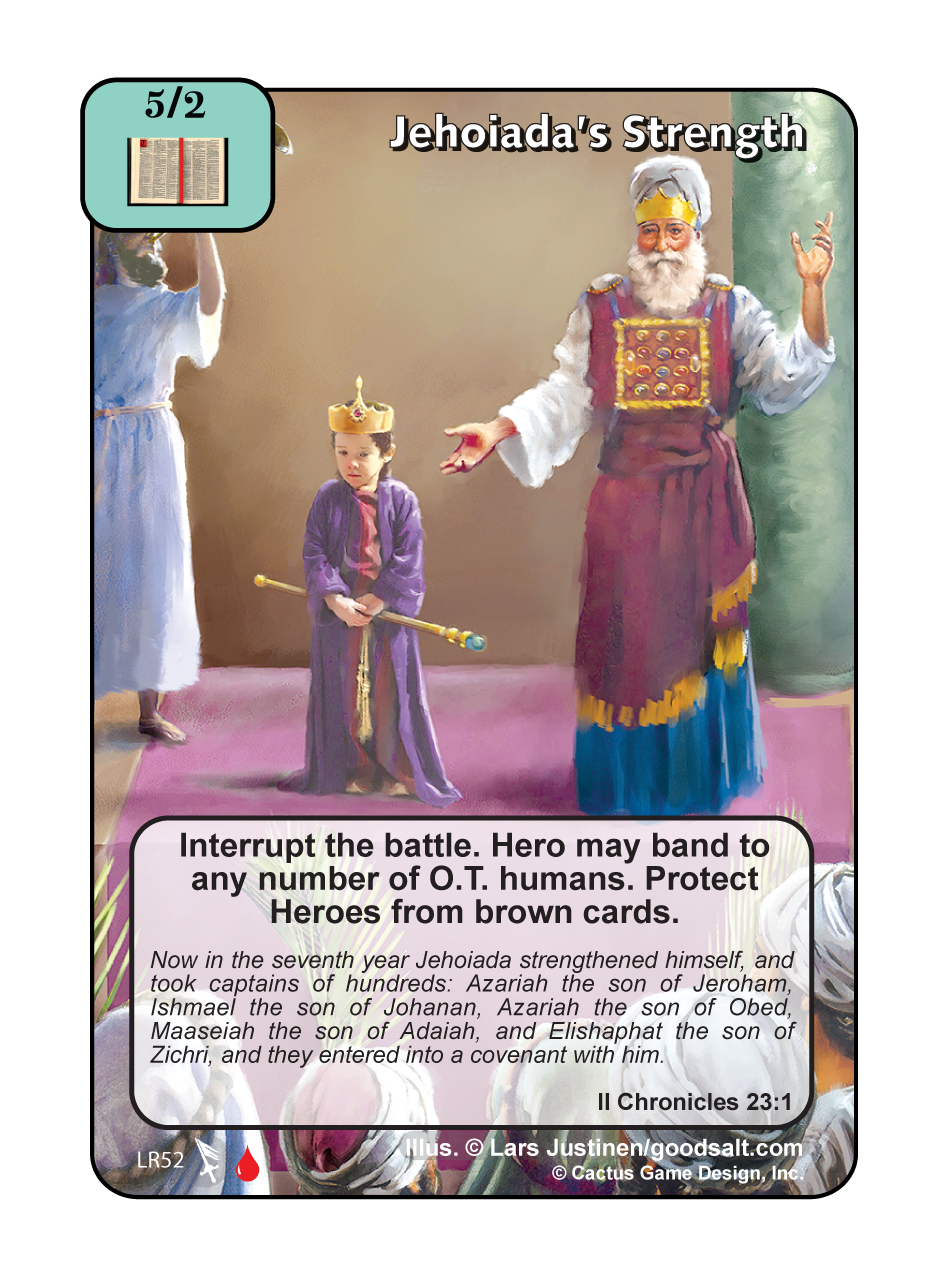 5/2
Jehoiada's Strength
Interrupt the battle. Hero may band to
any number of O.T. humans. Protect
Heroes from brown cards.
Now in the seventh year Jehoiada strengthened himself, and
took captains of hundreds: Azariah the son of Jeroham,
Ishmael the son of Johanan, Azariah the son of Obed,
Maaseiah the son of Adaiah, and Elishaphat the son of
Zichri, and they entered into a covenant with him.
II Chronicles 23:1
LR52
Illus. © Lars Justinen/goodsalt.com
© Cactus Game Design, Inc.